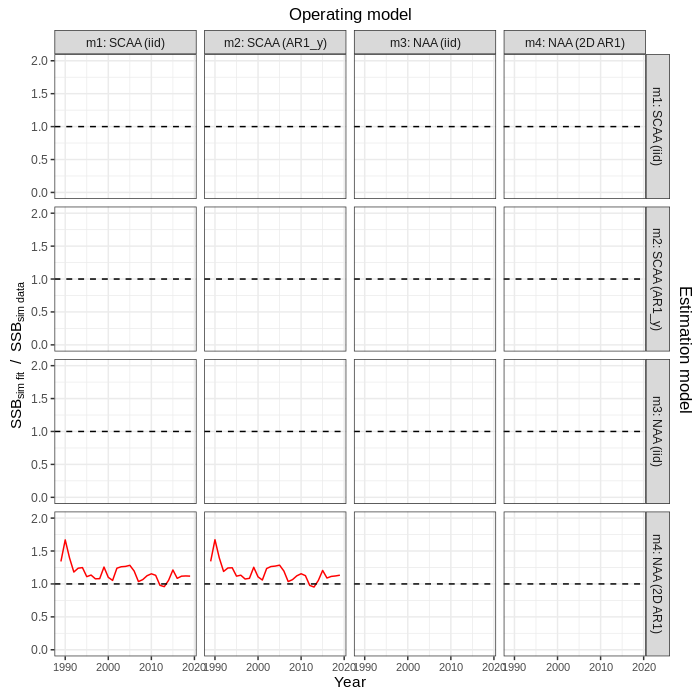 Operating model
m1: SCAA (iid) m2: SCAA (AR1_y) m3: NAA (iid) m4: NAA (2D AR1)
2.0
1.5
1.0
0.5
0.0
m1: SCAA (iid)
2.0
1.5
1.0
0.5
0.0
m2: SCAA (AR1_y)
2.0
1.5
1.0
0.5
0.0
m3: NAA (iid)
2.0
1.5
1.0
0.5
0.0
m4: NAA (2D AR1)
SSBsim fit / SSBsim data
Estimation model
1990 2000 2010 2020 1990 2000 2010 2020 1990 2000 2010 2020 1990 2000 2010 2020
Year